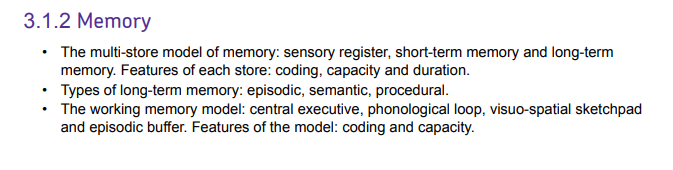 3.1.2 Memory
• The multi-store model of memory: sensory register, short-term memory and long-term
memory. Features of each store: coding, capacity and duration.
• Types of long-term memory: episodic, semantic, procedural.
• The working memory model: central executive, phonological loop, visuo-spatial sketchpad
and episodic buffer. Features of the model: coding and capacity.